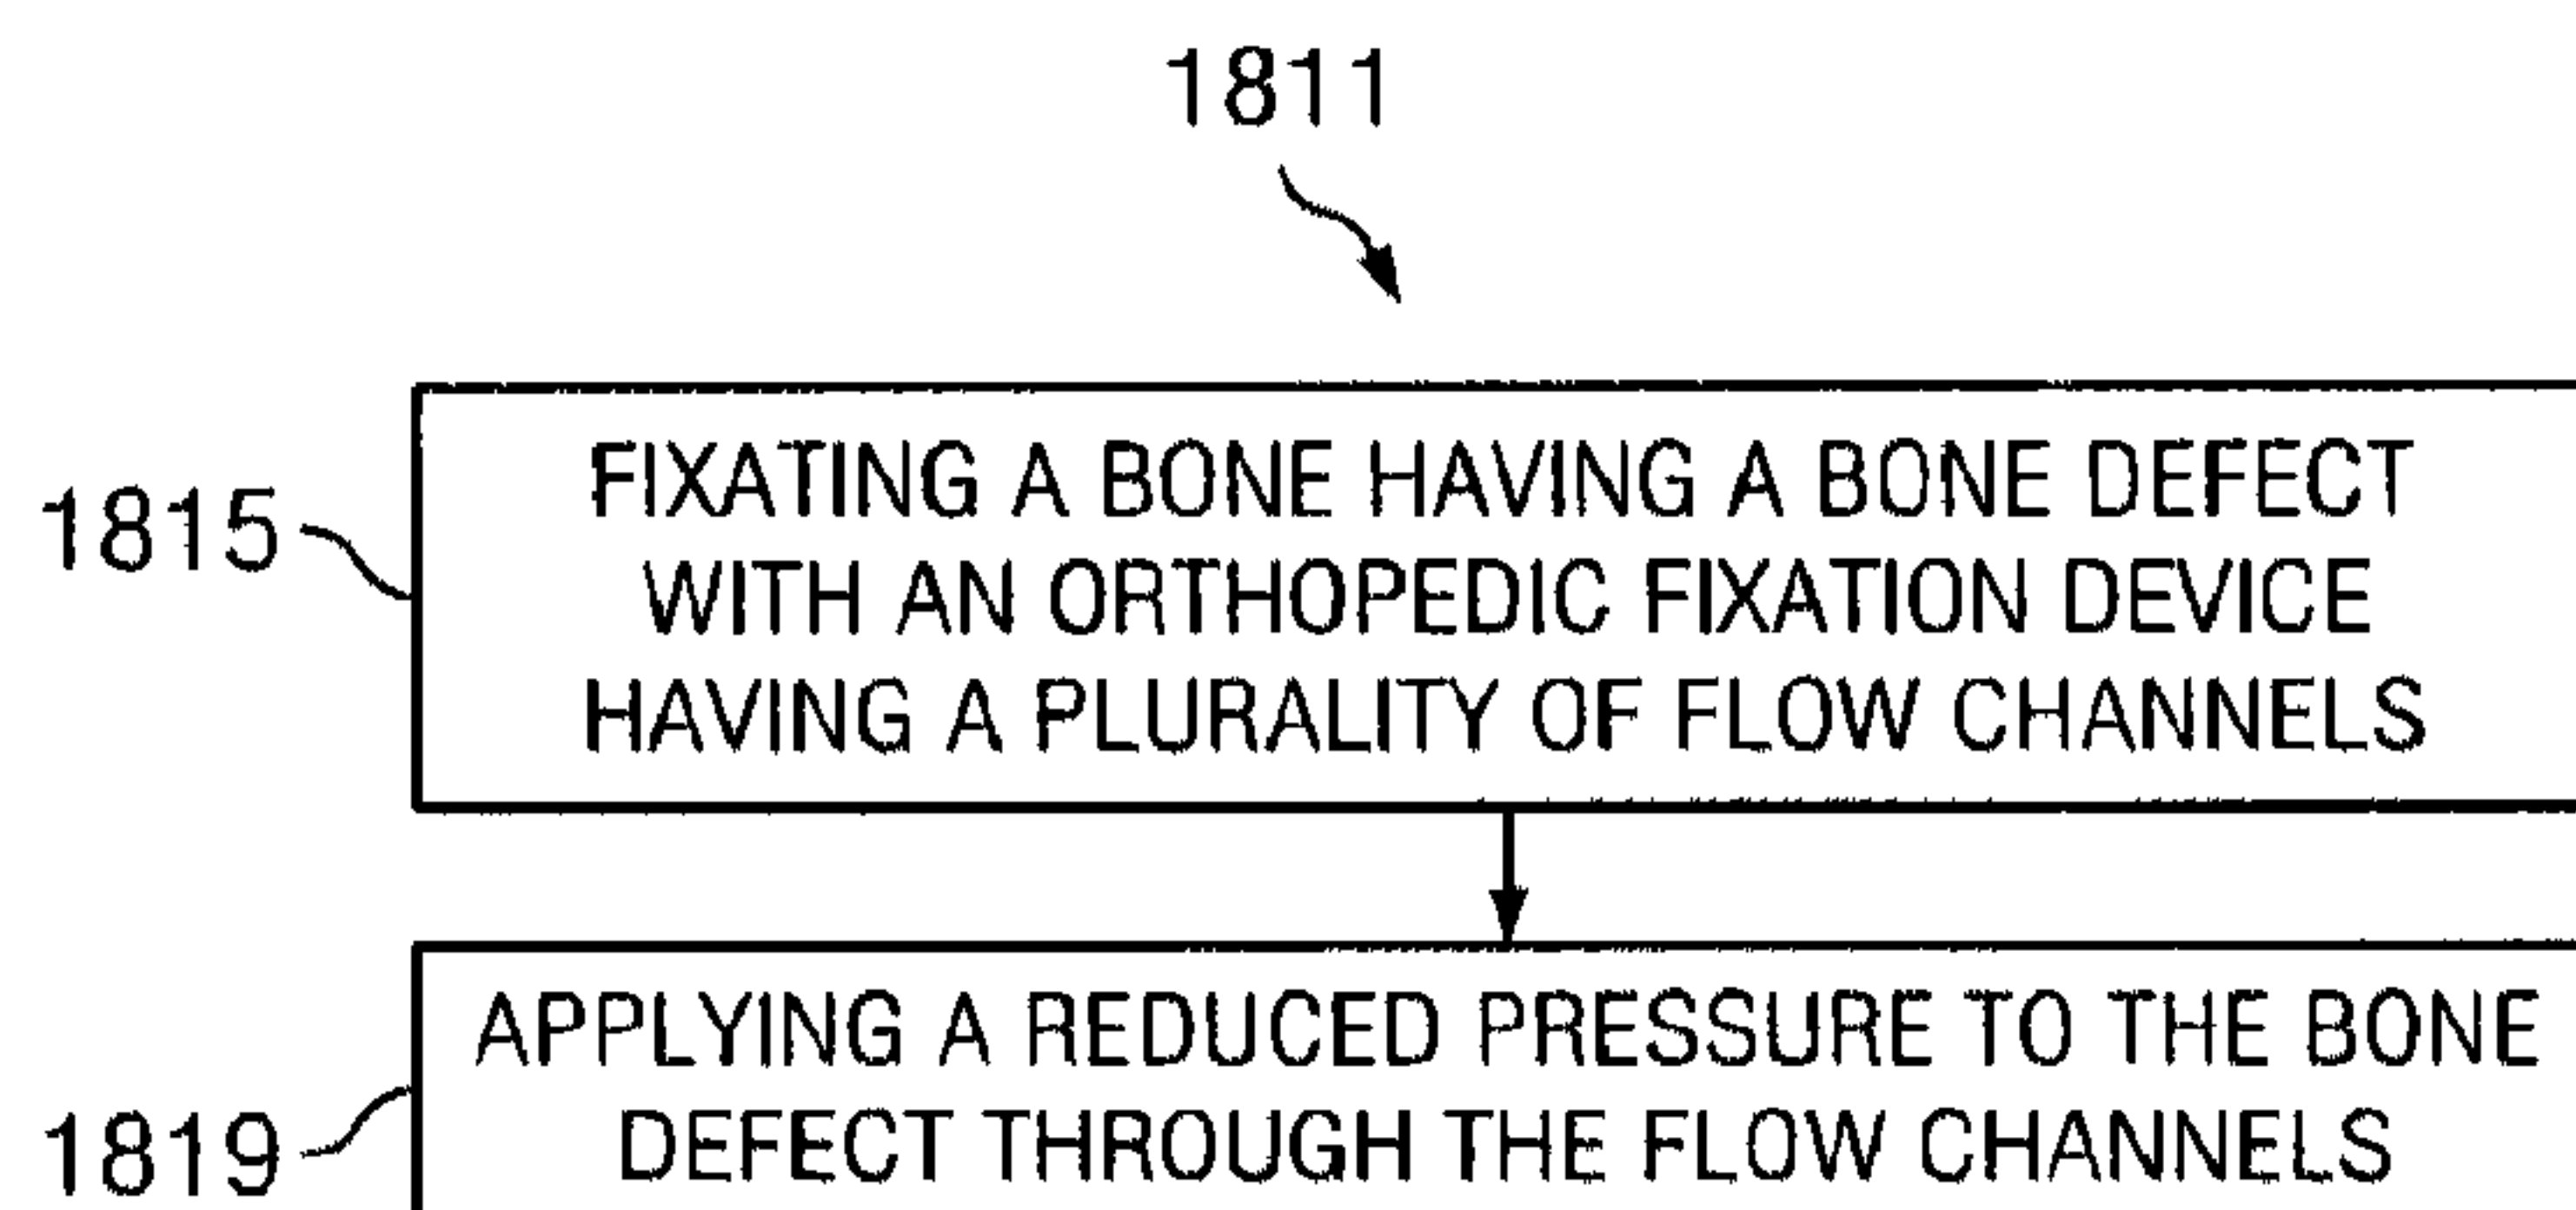 1811
1815
FIXATING A BONE HAVING A BONE DEFECT
WITH AN ORTHOPEDIC FIXATION DEVICE
HAVING A PLURALITY OF FLOW CHANNELS
1819
APPLYING A REDUCED PRESSURE TO THE BONE
DEFECT THROUGH THE FLOW CHANNELS